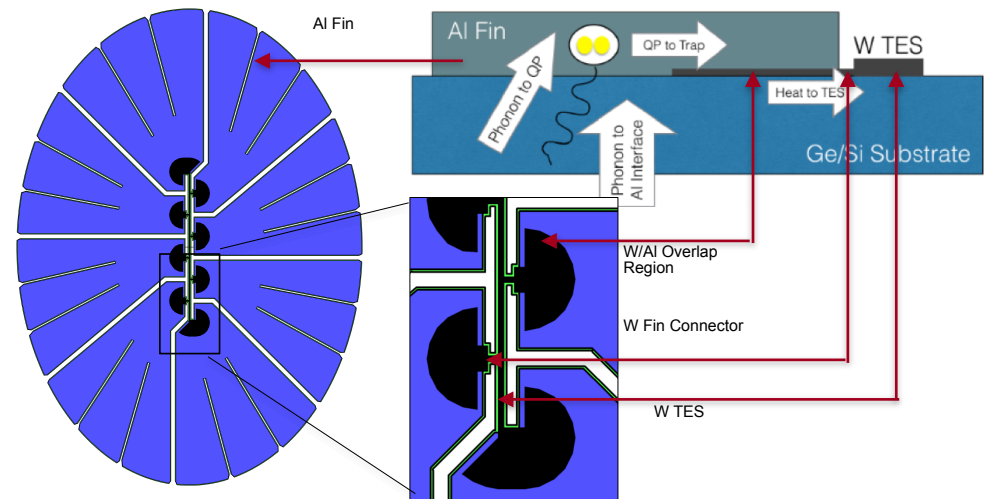 Al Fin
Al Fin
QP to Trap
W TES
Phonon to QP
Heat to TES
Phonon to
Al Interface
Ge/Si Substrate
W/Al Overlap
Region
W Fin Connector
W TES